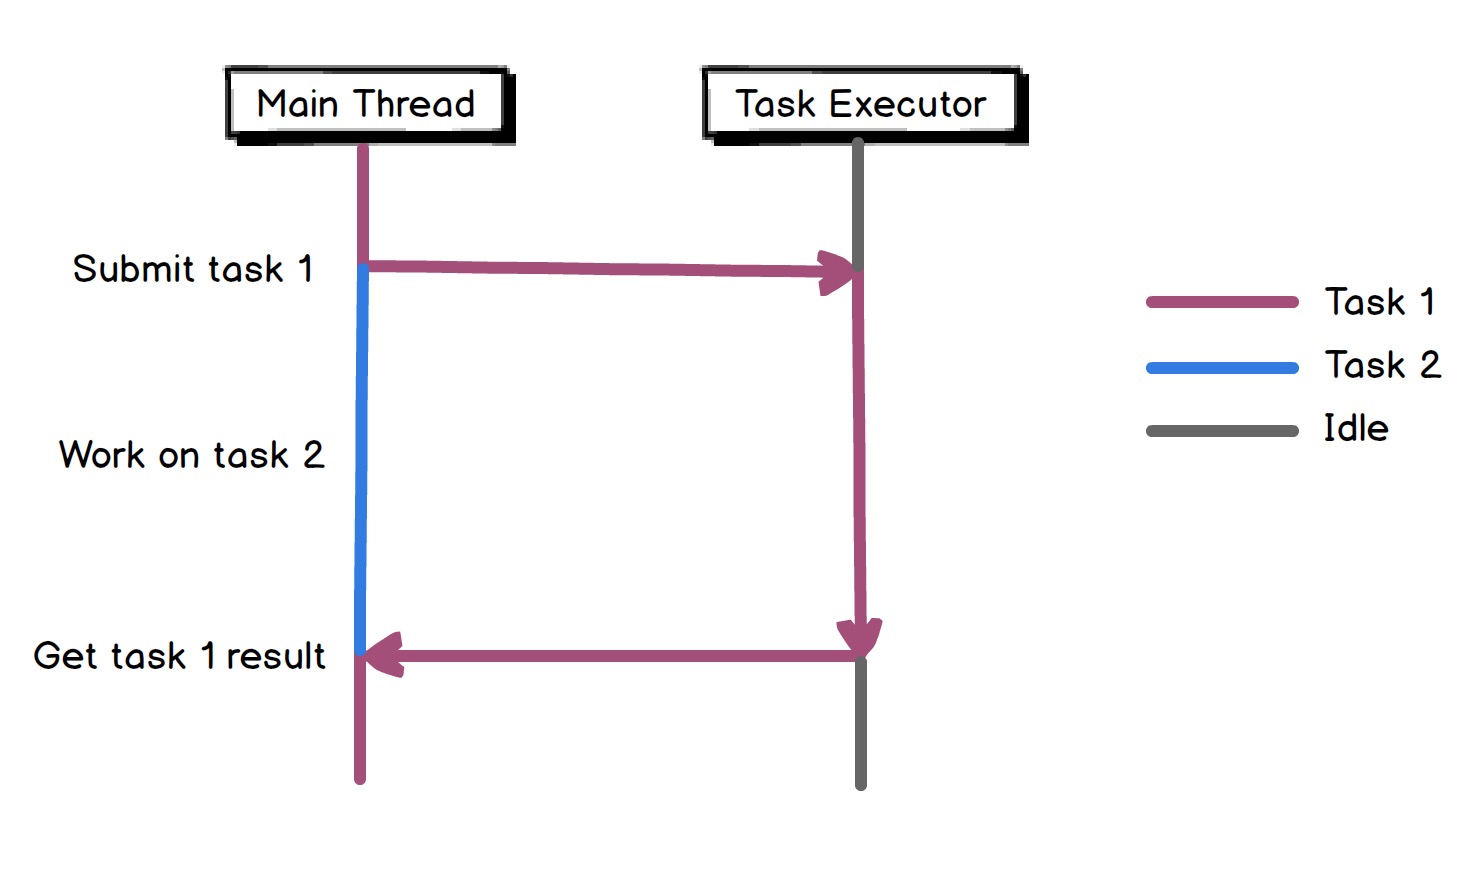 Main Thread
Task Executor
Submit task 1
Task 1
Task 2
Idle
Work on task 2
Get task 1 result